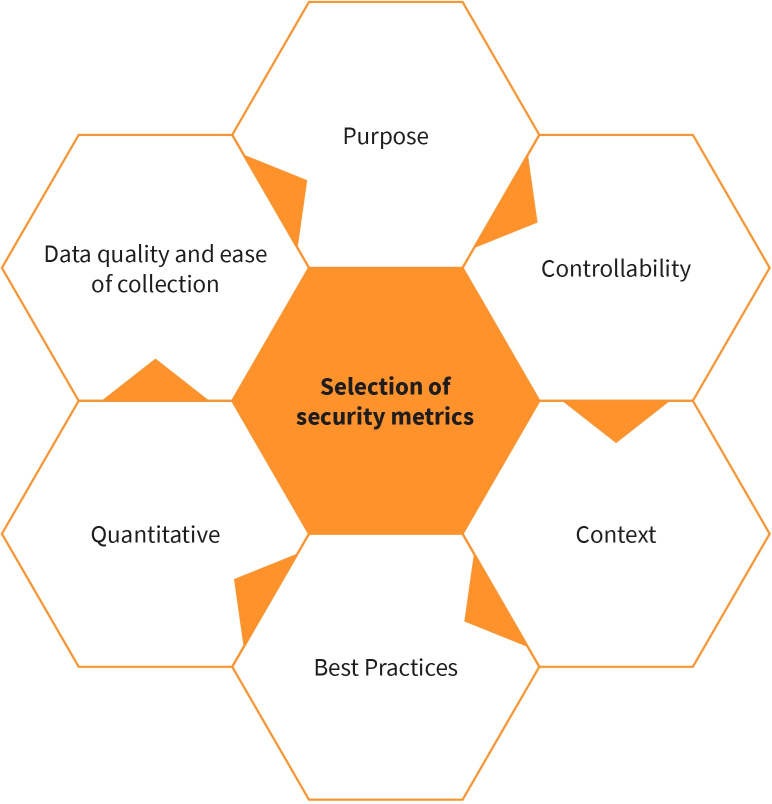 Purpose
Data quality and ease
of collection
Controllability
Selection of
security metrics
Quantitative
Context
Best Practices